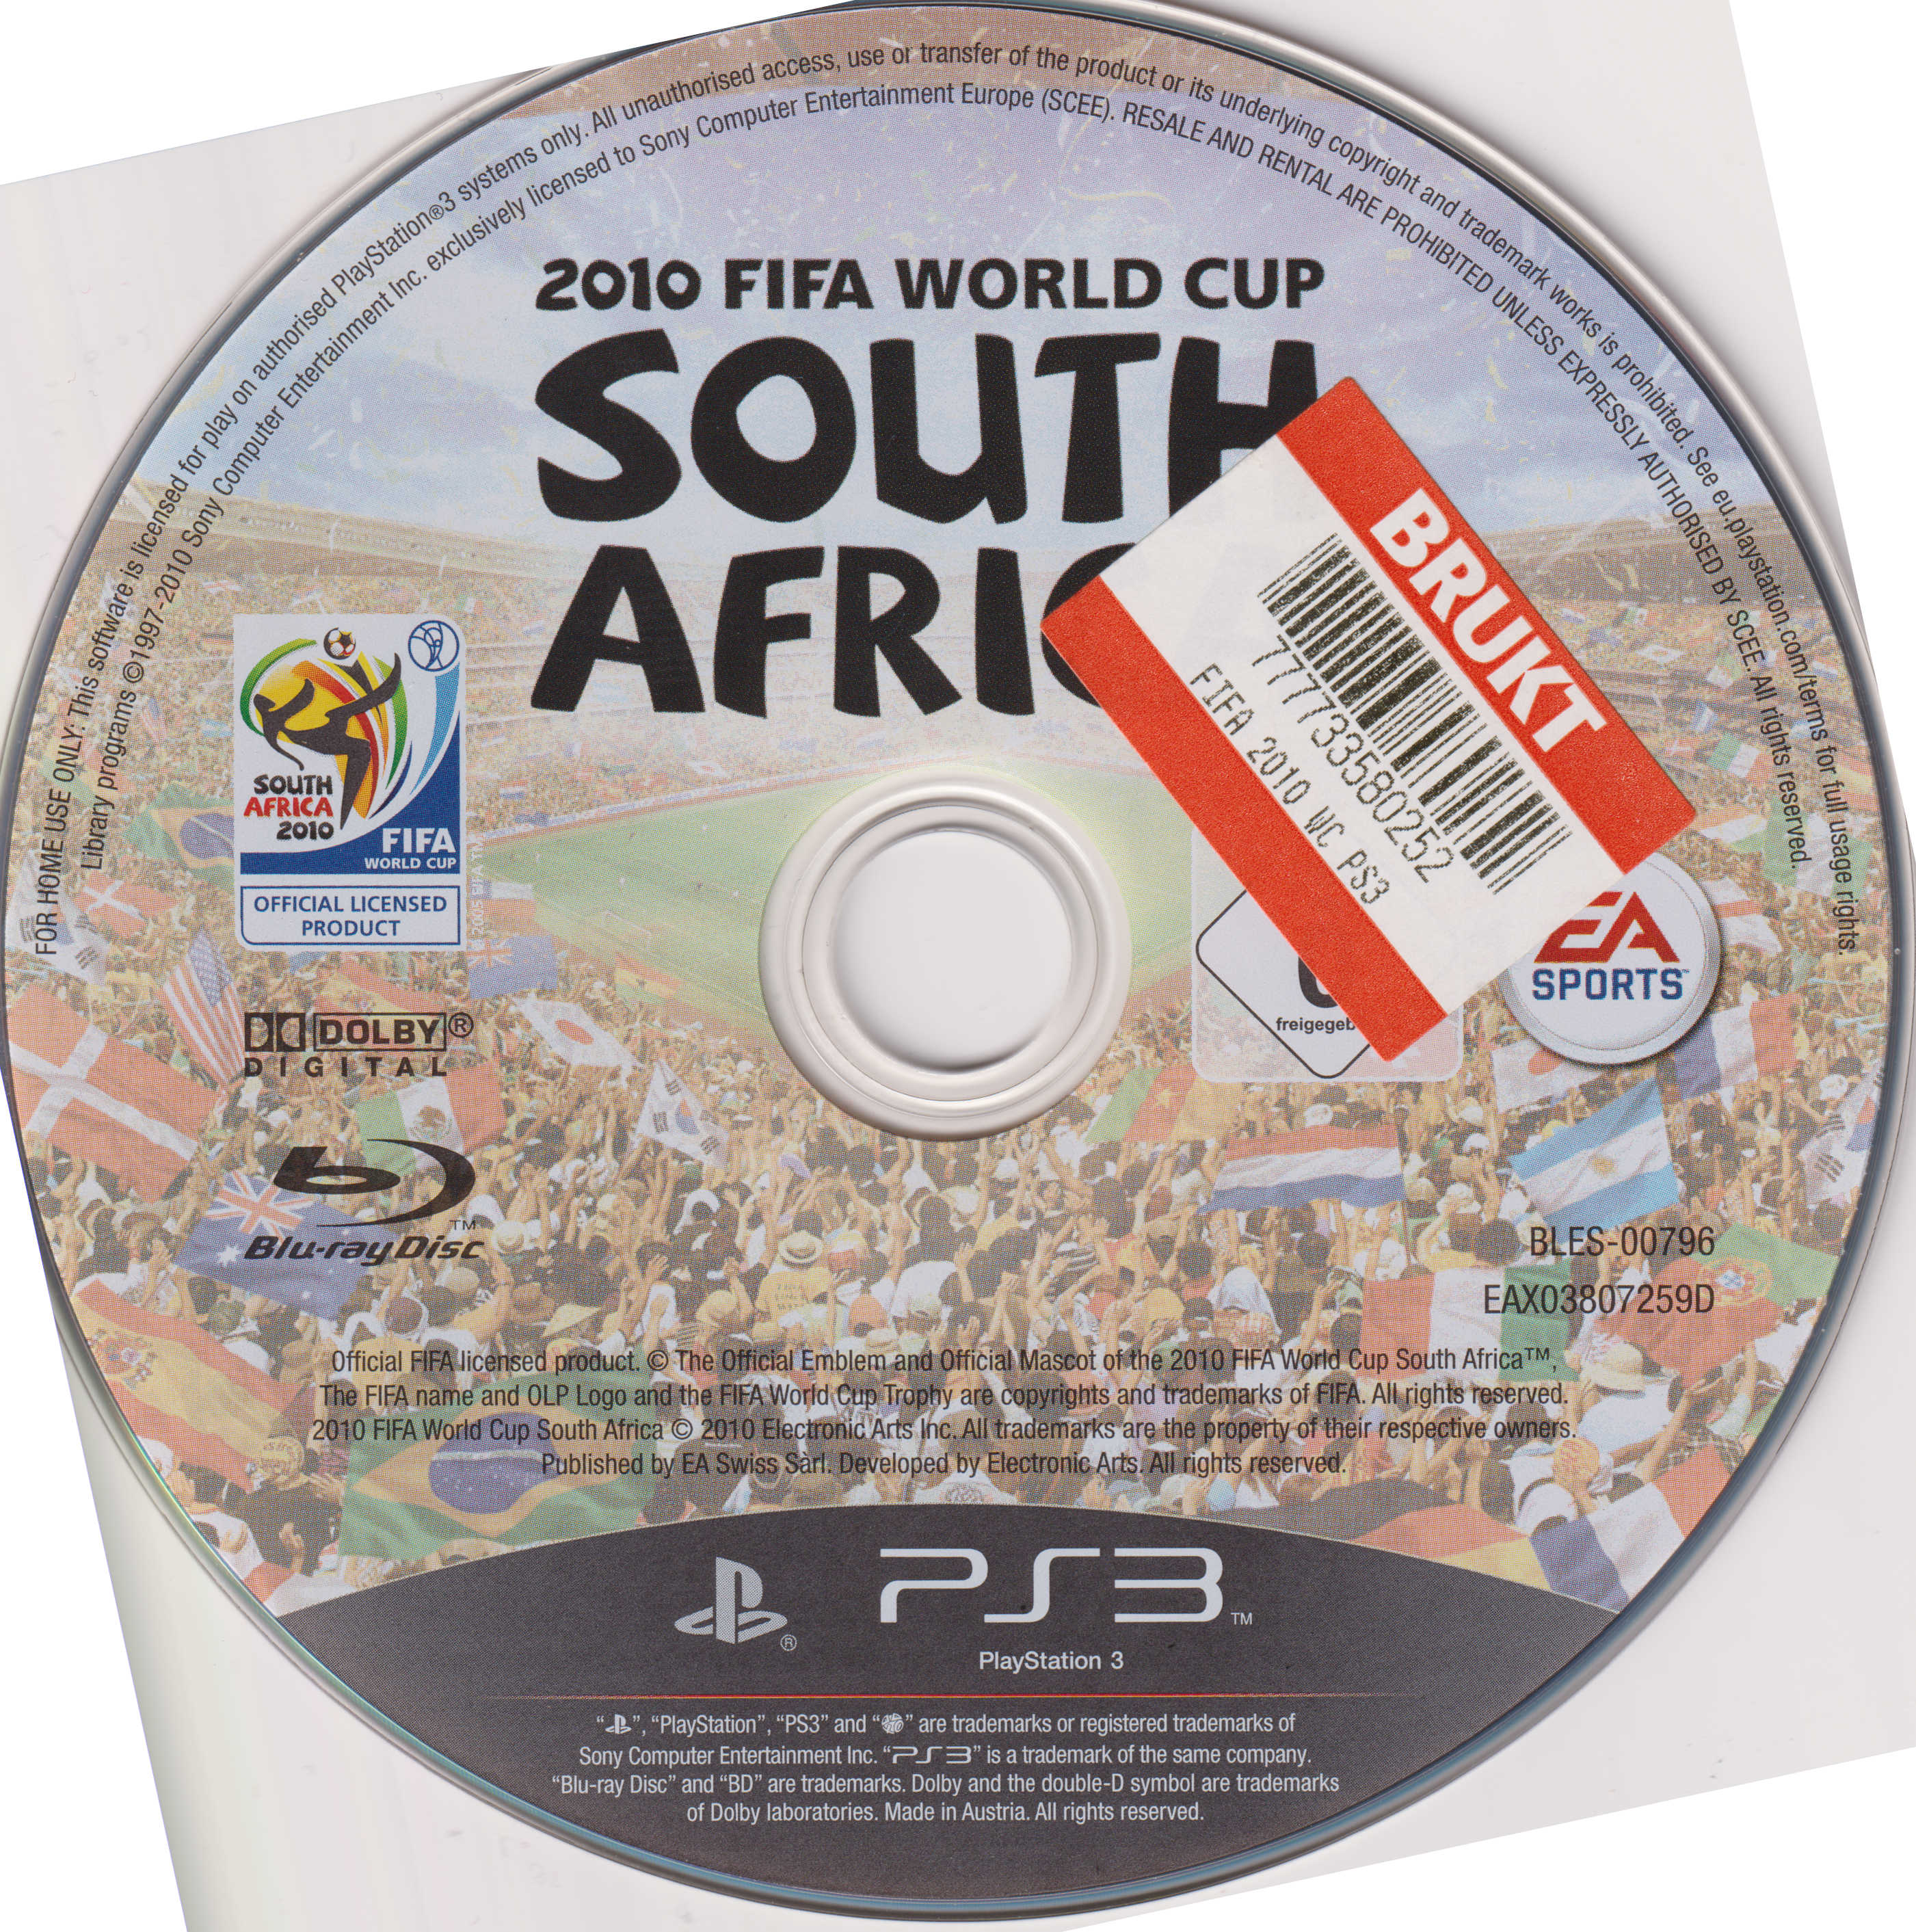 FOR HOME USE ONLY: This software is licensed for play on authorised PlayStation®3 systems only. All unauthorised access, use or transfer of the product or its underlying copyright and trademark works is prohibited. See eu.playstation.com/terms for full usage rights.
Library programs ©1997-2010 Sony Computer Entertainment Inc. exclusively licensed to Sony Computer Entertainment Europe (SCEE). RESALE AND RENTAL ARE PROHIBITED UNLESS EXPRESSLY AUTHORISED BY SCEE. All rights reserved.
2010 FIFA WORLD CUP
SOUTH
AFRIC
BRUKT
7777335580252
FIFA 2010 WC PS3
SOUTH
AFRICA
2010
FIFA
WORLD CUP
OFFICIAL LICENSED
PRODUCT
freigegeb
EA
SPORTS™
DOLBY®
DIGITAL
Blu-ray Disc™
BLES-00796
EAX03807259D
Official FIFA licensed product. © The Official Emblem and Official Mascot of the 2010 FIFA World Cup South Africa™,
The FIFA name and OLP Logo and the FIFA World Cup Trophy are copyrights and trademarks of FIFA. All rights reserved.
2010 FIFA World Cup South Africa © 2010 Electronic Arts Inc. All trademarks are the property of their respective owners.
Published by EA Swiss Sàrl. Developed by Electronic Arts. All rights reserved.
® PS3™
PlayStation 3
“ ”, “PlayStation”, “PS3” and “ ” are trademarks or registered trademarks of
Sony Computer Entertainment Inc. “PS3” is a trademark of the same company.
“Blu-ray Disc” and “BD” are trademarks. Dolby and the double-D symbol are trademarks
of Dolby laboratories. Made in Austria. All rights reserved.